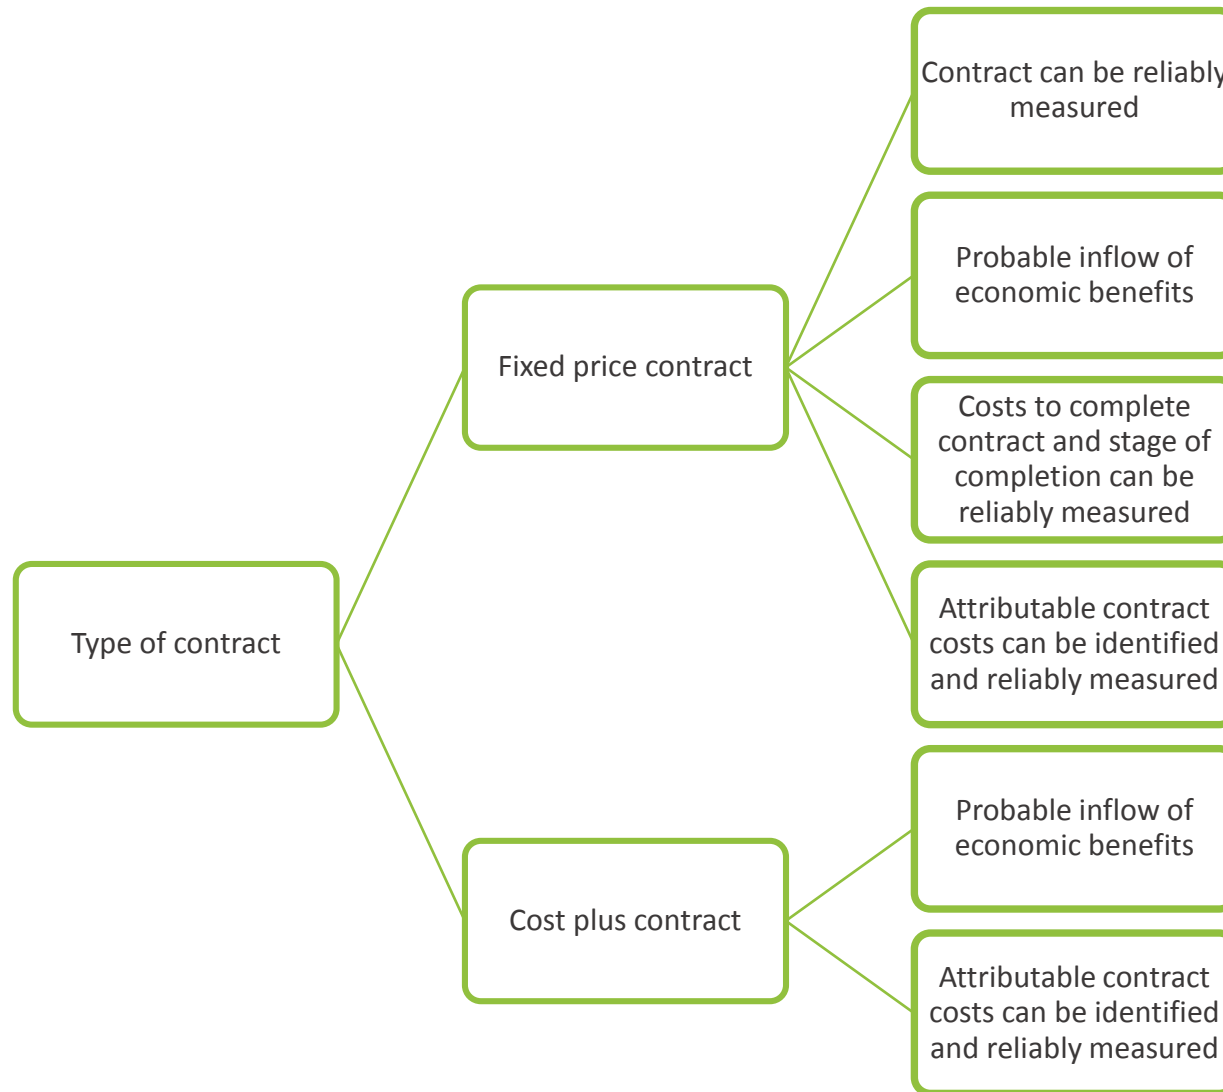 Type of contract
Fixed price contract
Contract can be reliably
measured
Probable inflow of
economic benefits
Costs to complete
contract and stage of
completion can be
reliably measured
Attributable contract
costs can be identified
and reliably measured
Cost plus contract
Probable inflow of
economic benefits
Attributable contract
costs can be identified
and reliably measured